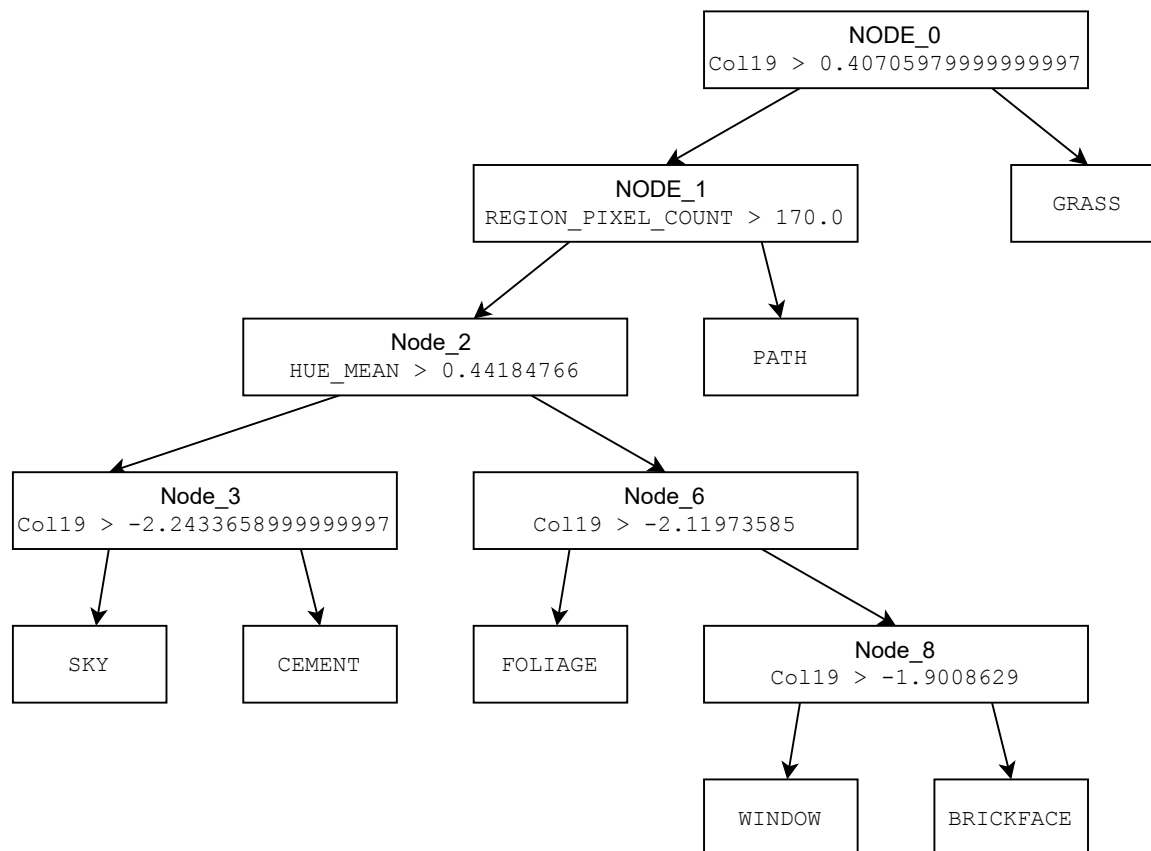 NODE_0
Col19 > 0.40705979999999997
NODE_1
REGION_PIXEL_COUNT > 170.0
GRASS
Node_2
HUE_MEAN > 0.44184766
PATH
Node_3
Col19 > -2.2433658999999997
Node_6
Col19 > -2.11973585
SKY
CEMENT
FOLIAGE
Node_8
Col19 > -1.9008629
WINDOW
BRICKFACE